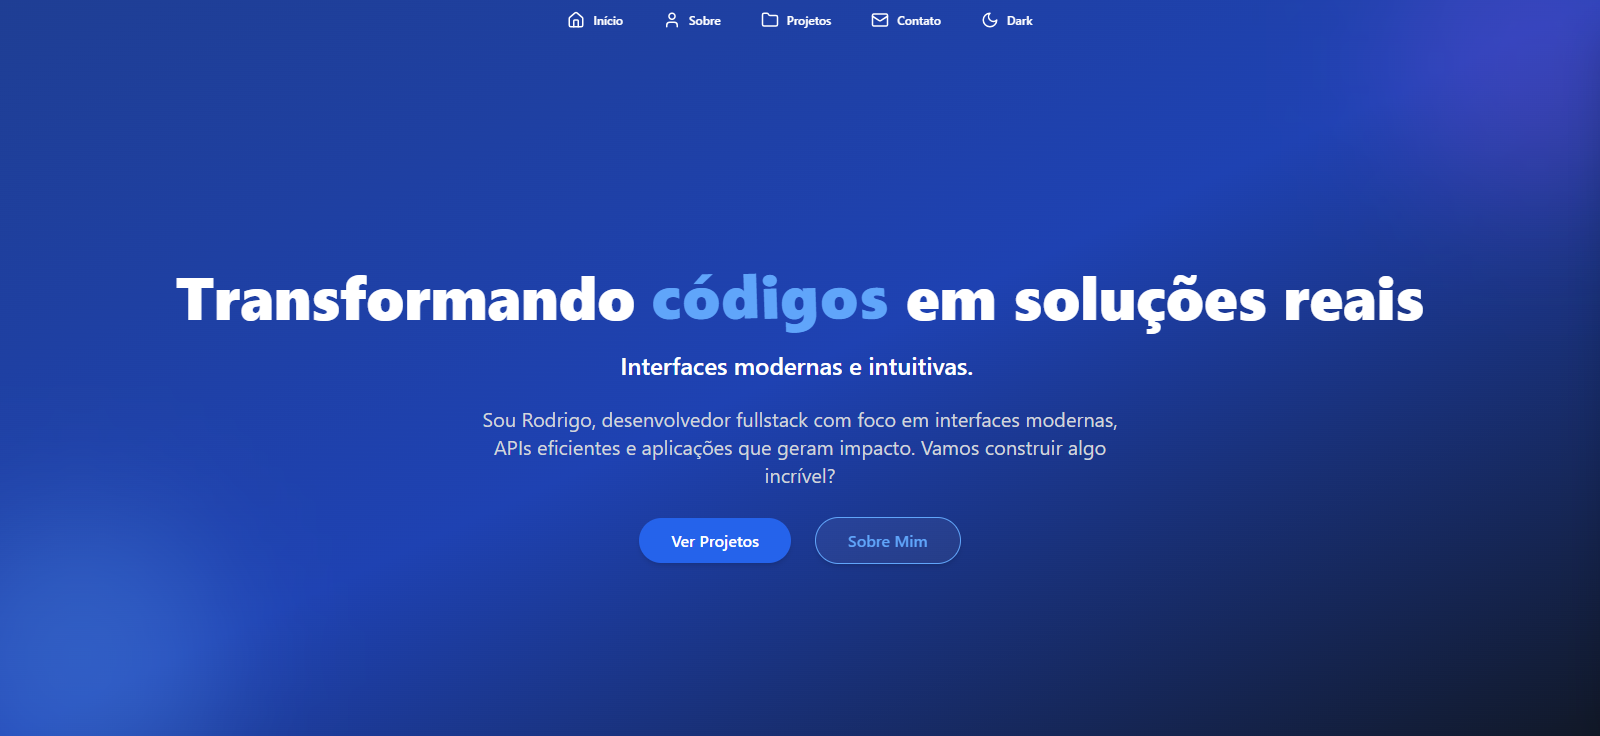 Início Sobre Projetos Contato Dark
Transformando códigos em soluções reais
Interfaces modernas e intuitivas.
Sou Rodrigo, desenvolvedor fullstack com foco em interfaces modernas,
APIs eficientes e aplicações que geram impacto. Vamos construir algo
incrível?
Ver Projetos Sobre Mim